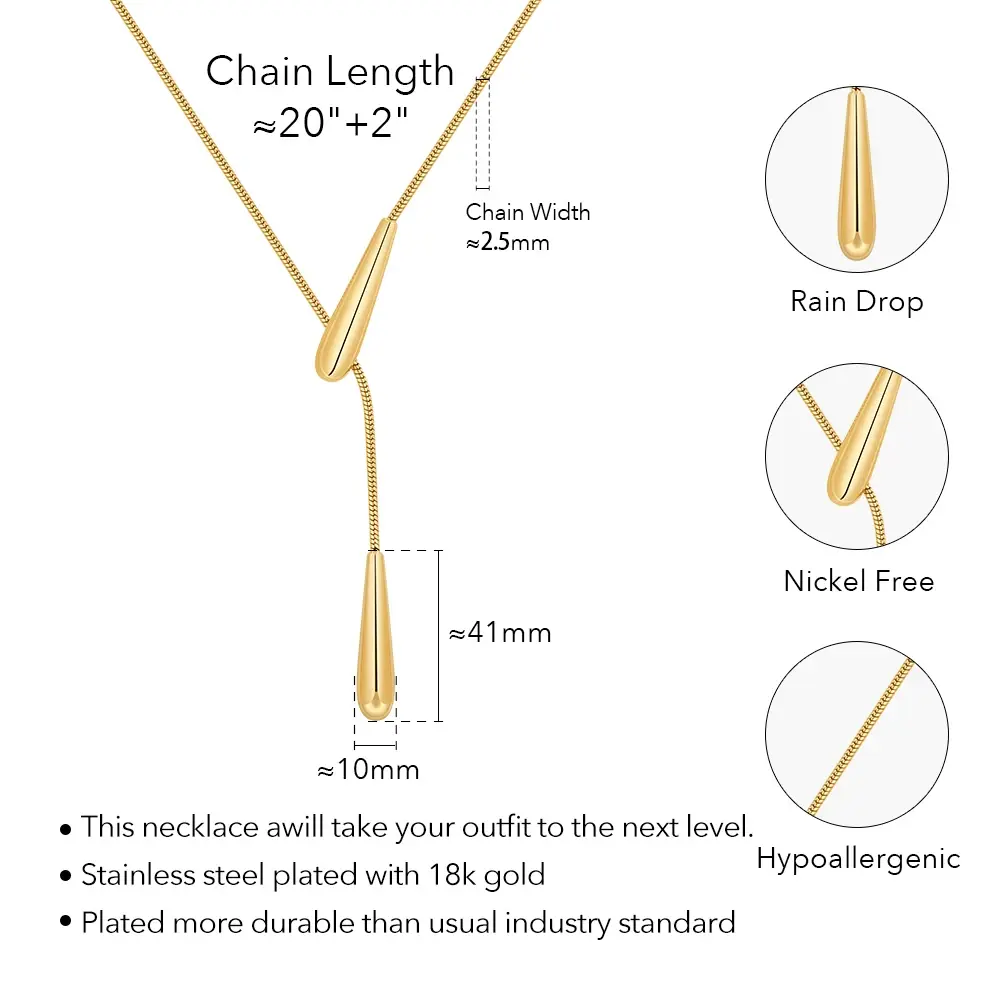 Chain Length
≈20"+2"
Chain Width
≈2.5mm
Rain Drop
Nickel Free
≈41mm
≈10mm
Hypoallergenic
• This necklace awill take your outfit to the next level.
• Stainless steel plated with 18k gold
• Plated more durable than usual industry standard